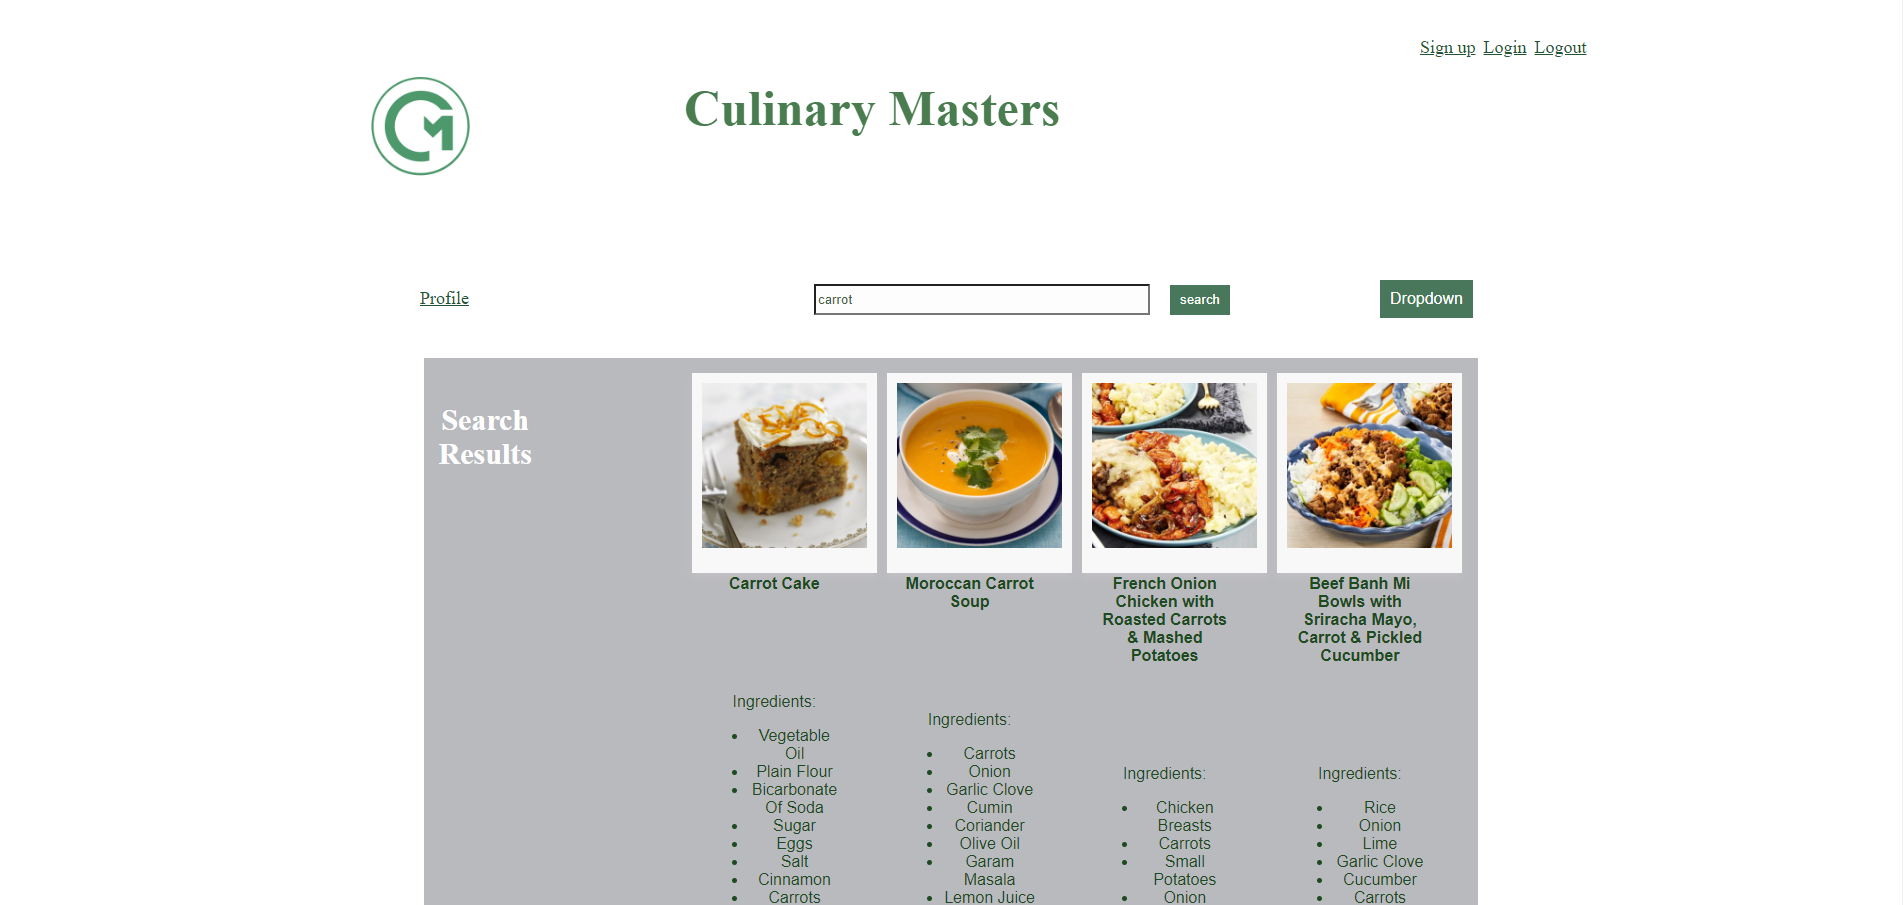 Sign up Login Logout
CM
Culinary Masters
Profile
carrot
search
Dropdown
Search
Results
Carrot Cake
Ingredients:
Vegetable
Oil
Plain Flour
Bicarbonate
Of Soda
Sugar
Eggs
Salt
Cinnamon
Carrots
Moroccan Carrot
Soup
Ingredients:
Carrots
Onion
Garlic Clove
Cumin
Coriander
Olive Oil
Garam
Masala
Lemon Juice
French Onion
Chicken with
Roasted Carrots
& Mashed
Potatoes
Ingredients:
Chicken
Breasts
Carrots
Small
Potatoes
Onion
Beef Banh Mi
Bowls with
Sriracha Mayo,
Carrot & Pickled
Cucumber
Ingredients:
Rice
Onion
Lime
Garlic Clove
Cucumber
Carrots